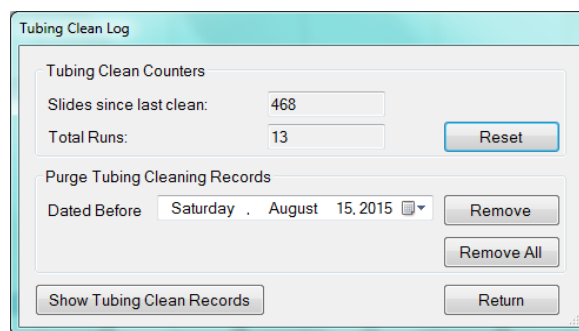 Tubing Clean Log
Tubing Clean Counters
Slides since last clean: 468
Total Runs: 13 Reset
Purge Tubing Cleaning Records
Dated Before Saturday , August 15, 2015 Remove
Remove All
Show Tubing Clean Records Return